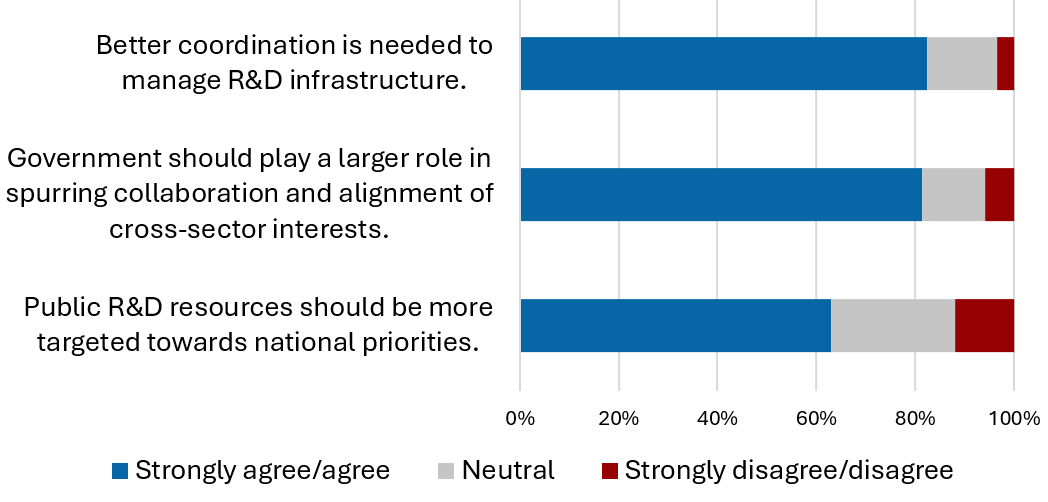 Better coordination is needed to
manage R&D infrastructure.
Government should play a larger role in
spurring collaboration and alignment of
cross-sector interests.
Public R&D resources should be more
targeted towards national priorities.
0% 20% 40% 60% 80% 100%
Strongly agree/agree Neutral Strongly disagree/disagree